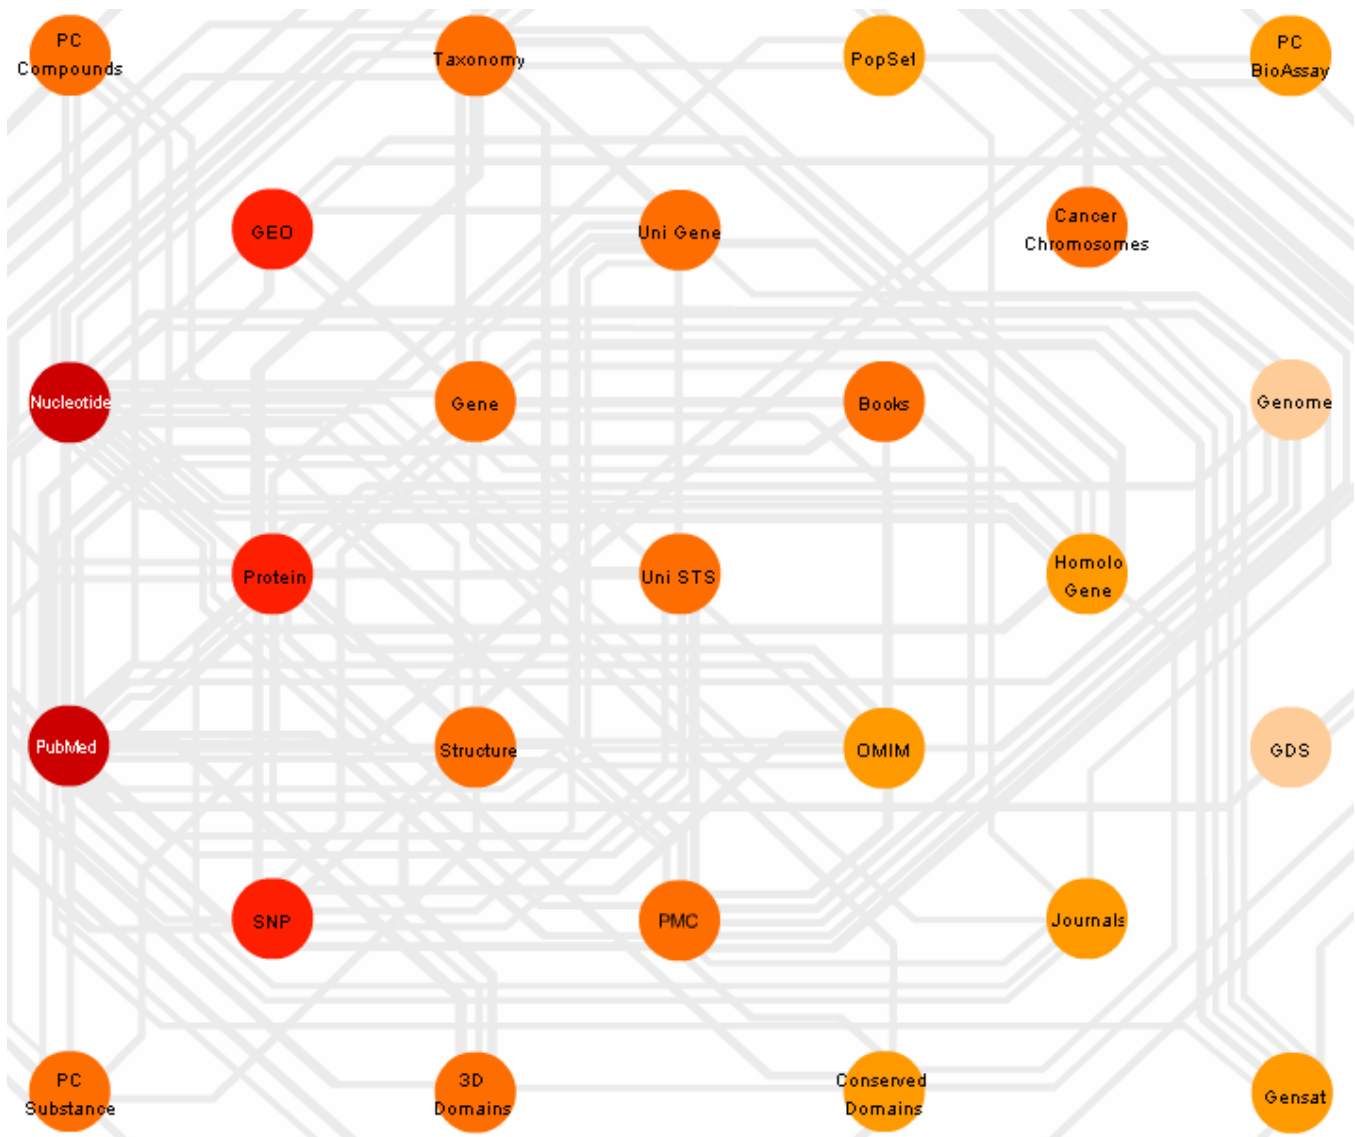 PC
Compounds
Taxonomy
PopSet
PC
BioAssay
GEO
Uni Gene
Cancer
Chromosomes
Nucleotide
Gene
Books
Genome
Protein
Uni STS
Homolo
Gene
PubMed
Structure
OMIM
GDS
SNP
PMC
Journals
PC
Substance
3D
Domains
Conserved
Domains
Gensat